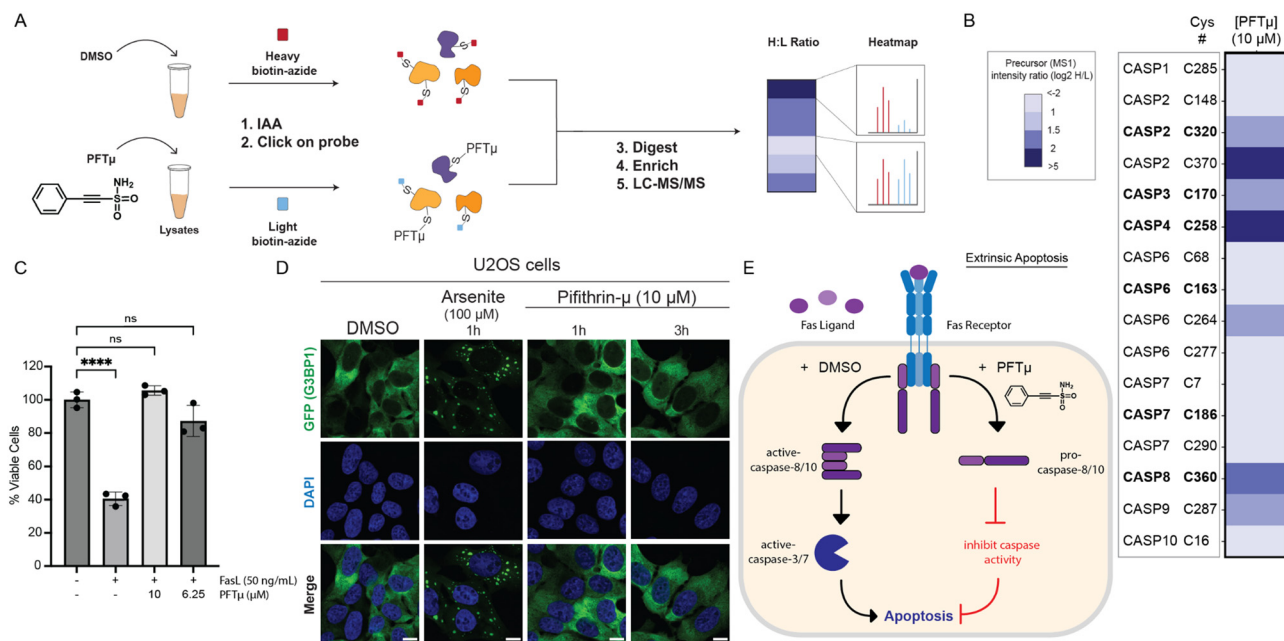 A
DMSO
PFTµ
NH2
S
O
O
Lysates
Heavy
biotin-azide
1. IAA
2. Click on probe
Light
biotin-azide
S
S
S
S
PFTµ
S
S
S
PFTµ
3. Digest
4. Enrich
5. LC-MS/MS
H:L Ratio
Heatmap
B
Precursor (MS1)
intensity ratio (log2 H/L)
<-2
1
1.5
2
>5
Cys
#
[PFTµ]
(10 µM)
CASP1 C285
CASP2 C148
CASP2 C320
CASP2 C370
CASP3 C170
CASP4 C258
CASP6 C68
CASP6 C163
CASP6 C264
CASP6 C277
CASP7 C7
CASP7 C186
CASP7 C290
CASP8 C360
CASP9 C287
CASP10 C16
C
ns
ns
****
% Viable Cells
120
100
80
60
40
20
0
- + + + FasL (50 ng/mL)
- - 10 6.25 PFTµ (µM)
D
U2OS cells
Arsenite
(100 µM)
Pifithrin-µ (10 µM)
DMSO 1h 1h 3h
GFP (G3BP1)
DAPI
Merge
E
Extrinsic Apoptosis
Fas Ligand
Fas Receptor
+ DMSO
+ PFTµ
NH2
S
O
O
active-
caspase-8/10
pro-
caspase-8/10
active-
caspase-3/7
inhibit caspase
activity
Apoptosis